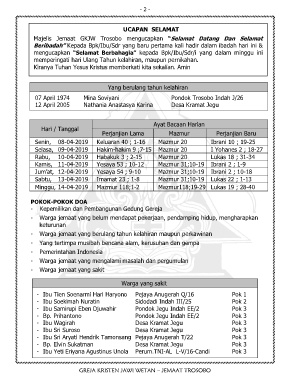 - 2 -
UCAPAN SELAMAT
Majelis Jemaat GKJW Trosobo mengucapkan "Selamat Datang Dan Selamat
Beribadah" Kepada Bpk/Ibu/Sdr yang baru pertama kali hadir dalam ibadah hari ini &
mengucapkan "Selamat Berbahagia" kepada Bpk/Ibu/Sdr/i yang dalam minggu ini
memperingati hari Ulang Tahun kelahiran, maupun pernikahan.
Kiranya Tuhan Yesus Kristus memberkati kita sekalian. Amin
Yang berulang tahun kelahiran
07 April 1974 Mina Soviyani Pondok Trosobo Indah J/26
12 April 2005 Nathania Anastasya Karina Desa Kramat Jegu
Hari / Tanggal Ayat Bacaan Harian
Perjanjian Lama Mazmur Perjanjian Baru
Senin, 08-04-2019 Keluaran 40 ; 1-16 Mazmur 20 Ibrani 10 ; 19-25
Selasa, 09-04-2019 Hakim-hakim 9 ;7-15 Mazmur 20 1 Yohanes 2 ; 18-27
Rabu, 10-04-2019 Habakuk 3 ; 2-15 Mazmur 20 Lukas 18 ; 31-34
Kamis, 11-04-2019 Yesaya 53 ; 10-12 Mazmur 31;10-19 Ibrani 2 ; 1-9
Jum'at, 12-04-2019 Yesaya 54 ; 9-10 Mazmur 31;10-19 Ibrani 2 ; 10-18
Sabtu, 13-04-2019 Imamat 23 ; 1-8 Mazmur 31;10-19 Lukas 22 ; 1-13
Minggu, 14-04-2019 Mazmur 118;1-2 Mazmur118;19-29 Lukas 19 ; 28-40
POKOK-POKOK DOA
- Kepemilikan dan Pembangunan Gedung Gereja
- Warga jemaat yang belum mendapat pekerjaan, pendamping hidup, mengharapkan
keturunan
- Warga jemaat yang berulang tahun kelahiran maupun perkawinan
- Yang tertimpa musibah bencana alam, kerusuhan dan gempa
- Pemerintahan Indonesia
- Warga jemaat yang mengalami masalah dan pergumulan
- Warga jemaat yang sakit
Warga yang sakit
- Ibu Tien Soenarmi Hari Haryono Pejaya Anugerah Q/16 Pok 1
- Ibu Soekimah Nuratin Sidodadi Indah III/25 Pok 2
- Ibu Samirupi Eben Djuwahir Pondok Jegu Indah EE/2 Pok 3
- Bp. Prihantono Pondok Jegu Indah EE/2 Pok 3
- Ibu Wagirah Desa Kramat Jegu Pok 3
- Ibu Sri Suroso Desa Kramat Jegu Pok 3
- Ibu Sri Aryati Hendrik Tamonsang Pejaya Anugerah T/32 Pok 3
- Bp. Elvin Sukatman Desa Kramat Jegu Pok 3
- Ibu Yeti Eriyana Agustinus Unola Perum.TNI-AL L-V/16-Candi Pok 3
GREJA KRISTEN JAWI WETAN – JEMAAT TROSOBO